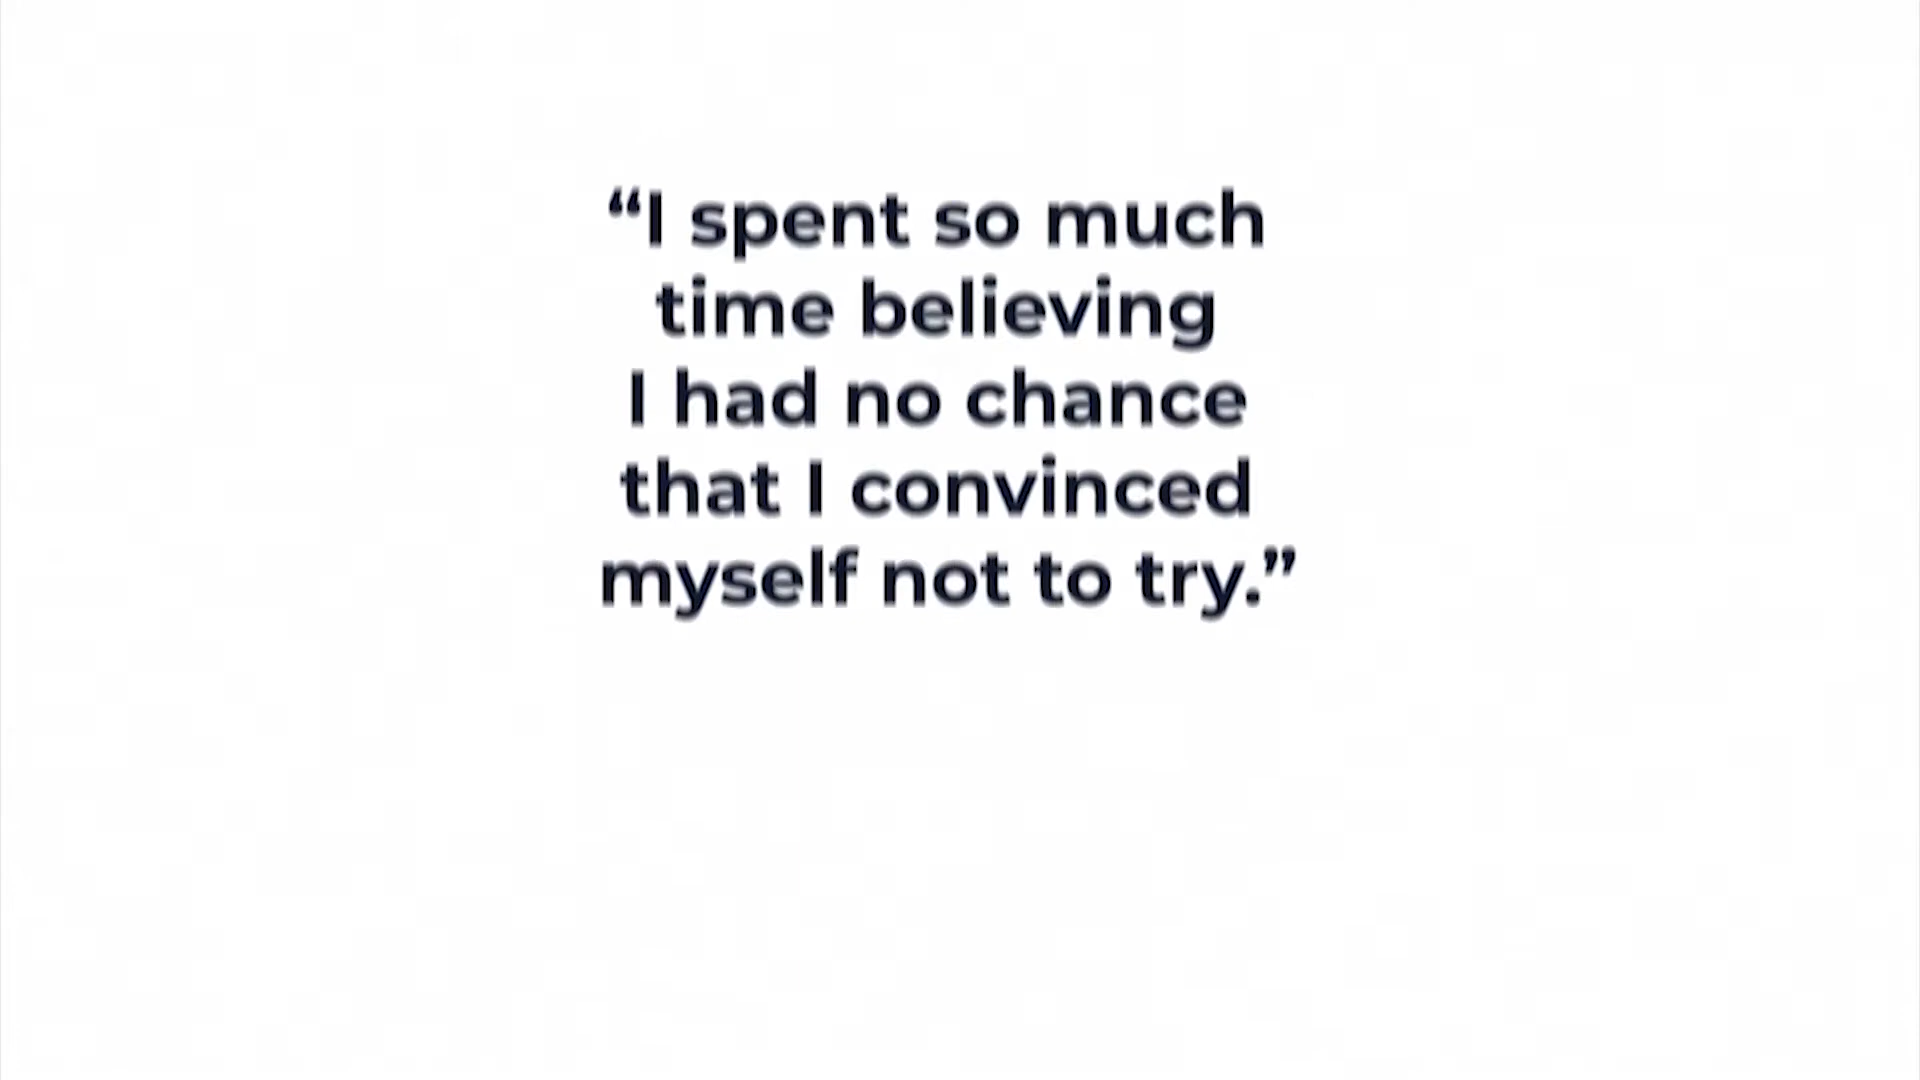 “I spent so much
time believing
I had no chance
that I convinced
myself not to try.”